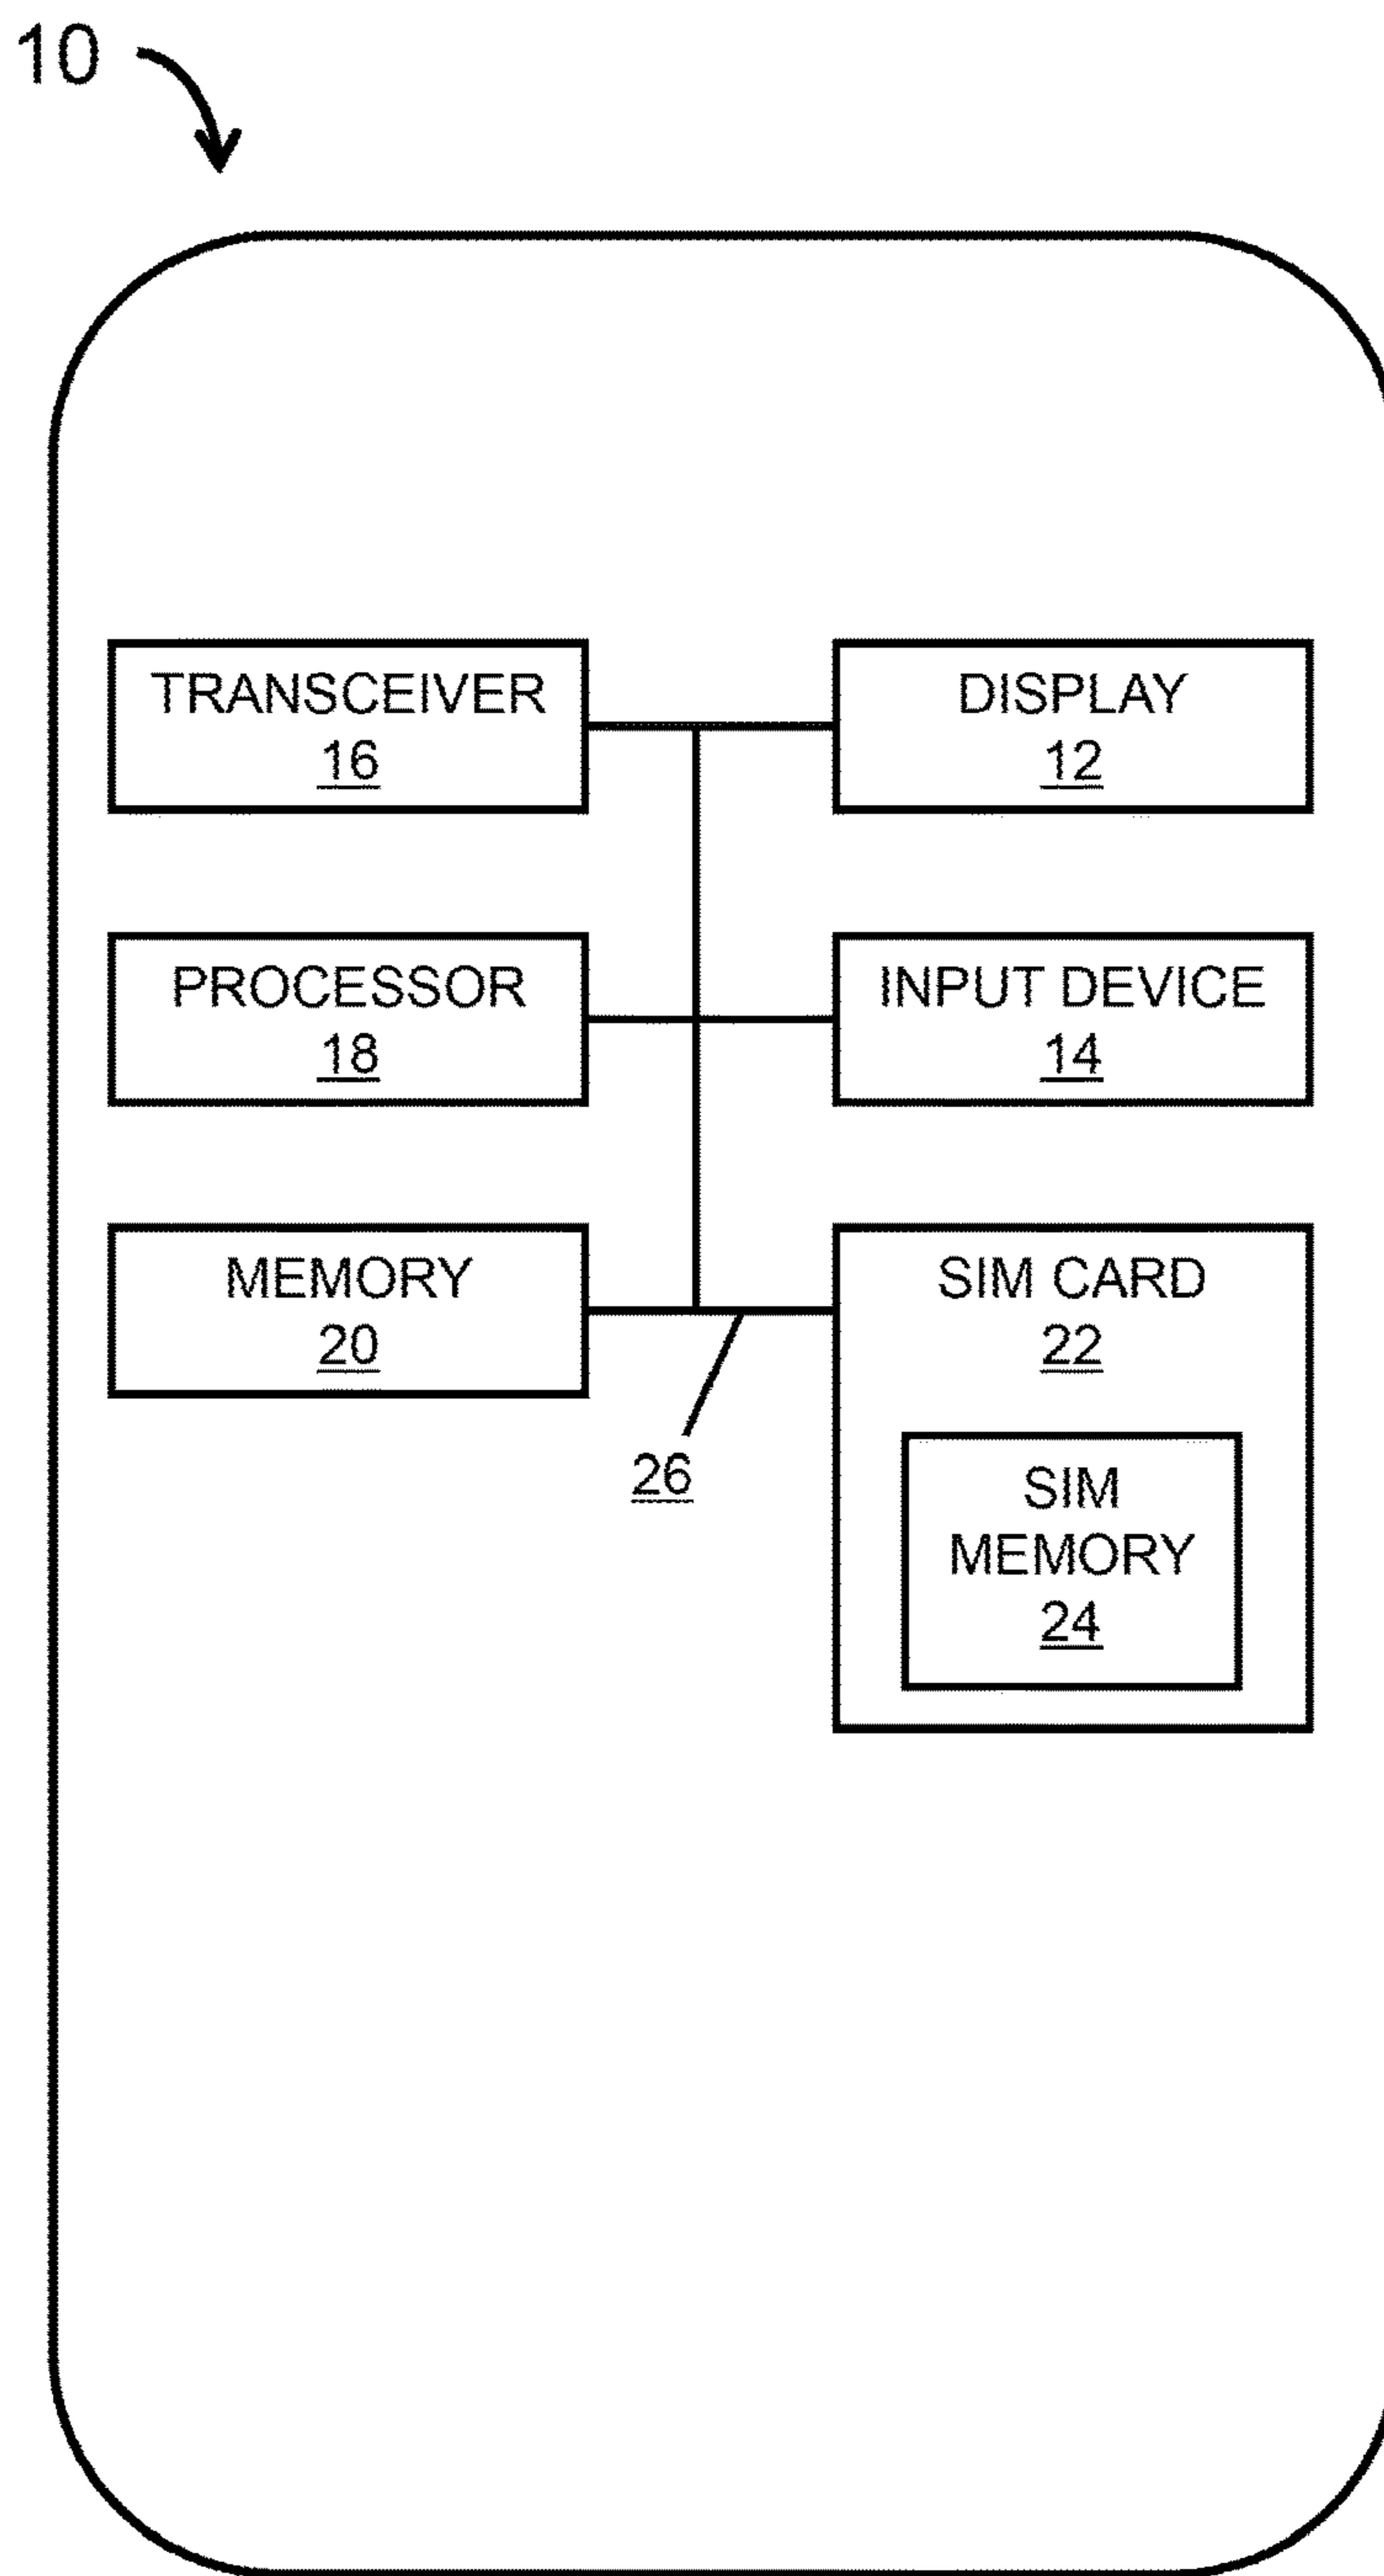 10
TRANSCEIVER
16
DISPLAY
12
PROCESSOR
18
INPUT DEVICE
14
MEMORY
20
SIM CARD
22
26
SIM
MEMORY
24